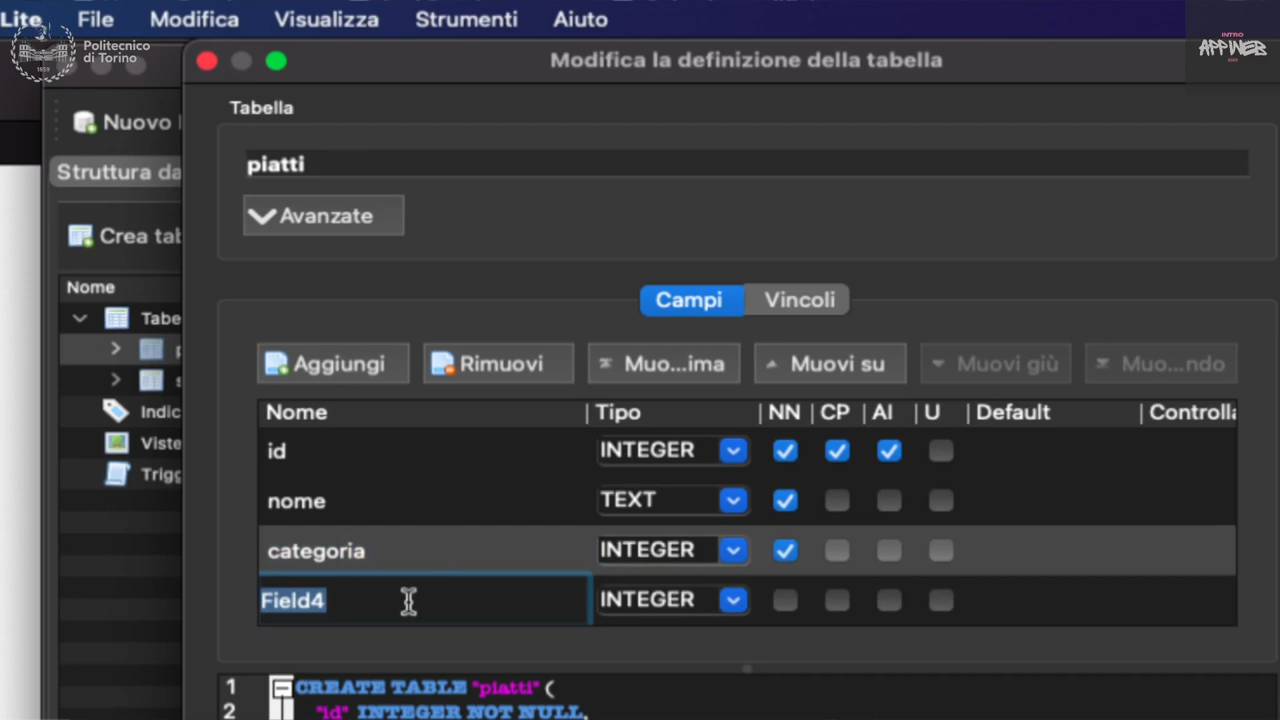 Lite File Modifica Visualizza Strumenti Aiuto
Politecnico
di Torino
1859
INTRO
APPWEB
Modifica la definizione della tabella
Nuovo
Struttura da
Crea tab
Nome
Tabe
Indic
Viste
Trigg
Tabella
piatti
Avanzate
Campi Vincoli
Aggiungi Rimuovi Muo...ima Muovi su Muovi giù Muo...ndo
Nome Tipo NN CP AI U Default Controlla
id INTEGER
nome TEXT
categoria INTEGER
Field4 INTEGER
1 CREATE TABLE "piatti" (
2 "id" INTEGER NOT NULL,